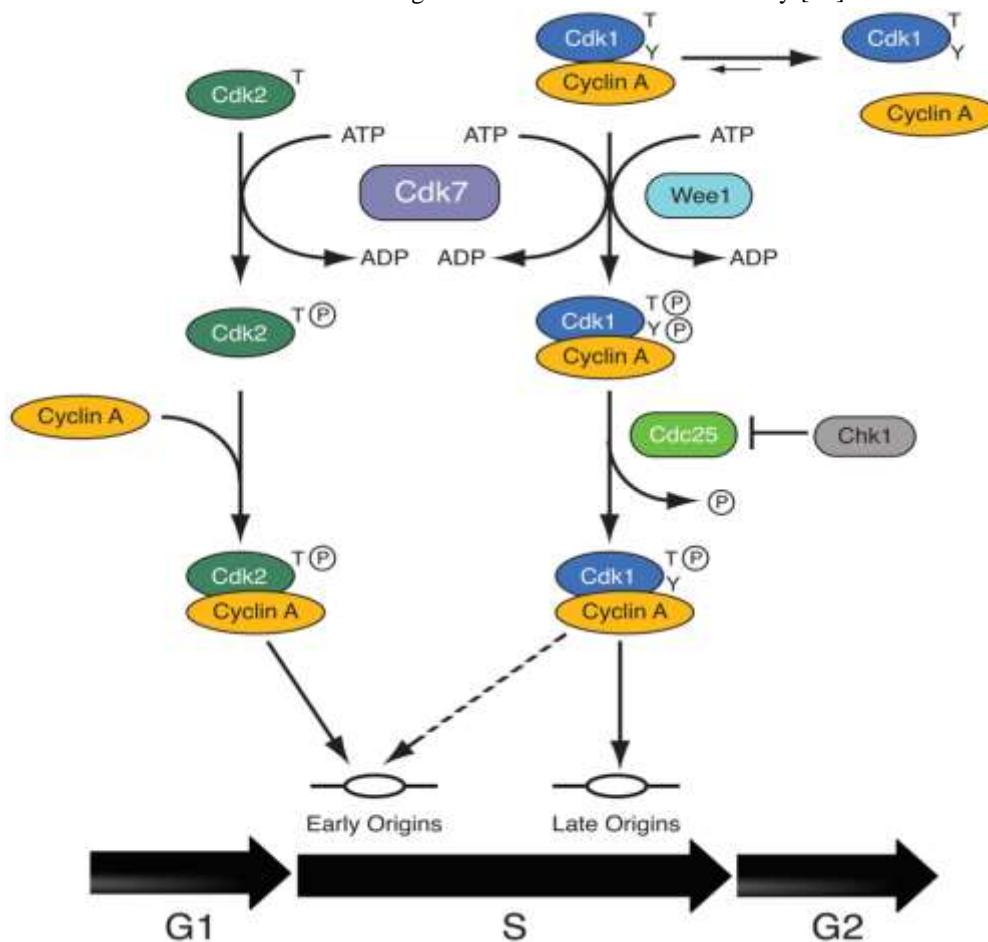 Cdk1
T
Y
Cyclin A
Cdk1
T
Y
Cyclin A
Cdk2
T
ATP
ATP
ATP
Cdk7
Wee1
ADP
ADP
ADP
Cdk2
T P
Cdk1
T P
Y P
Cyclin A
Cyclin A
Cdc25
Chk1
P
Cdk2
T P
Cyclin A
Cdk1
T P
Y
Cyclin A
Early Origins
Late Origins
G1
S
G2